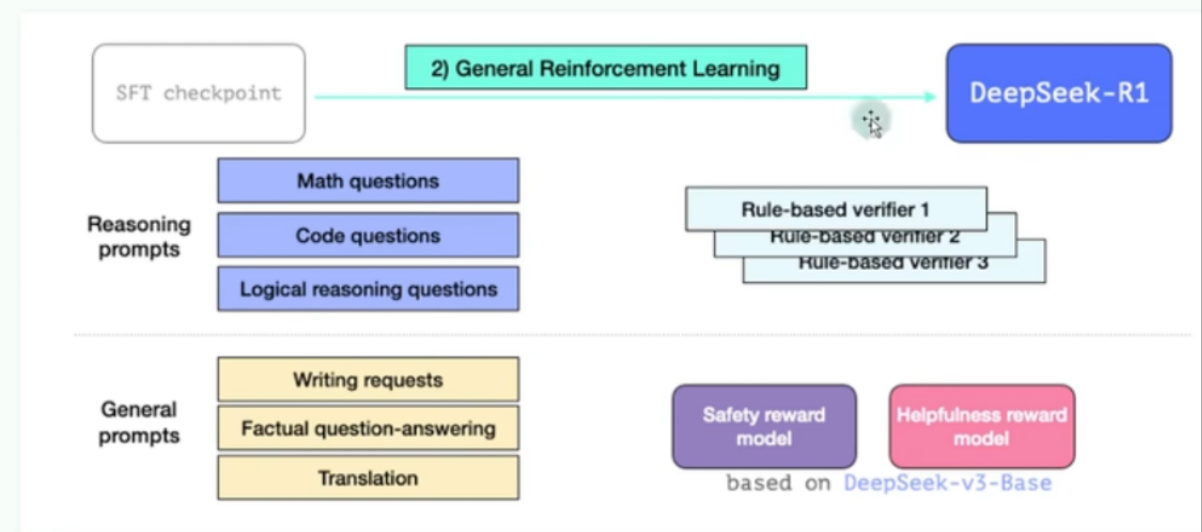 SFT checkpoint
2) General Reinforcement Learning
DeepSeek-R1
Reasoning
prompts
Math questions
Code questions
Logical reasoning questions
Rule-based verifier 1
Rule-based verifier 2
Rule-based verifier 3
General
prompts
Writing requests
Factual question-answering
Translation
Safety reward
model
Helpfulness reward
model
based on DeepSeek-v3-Base